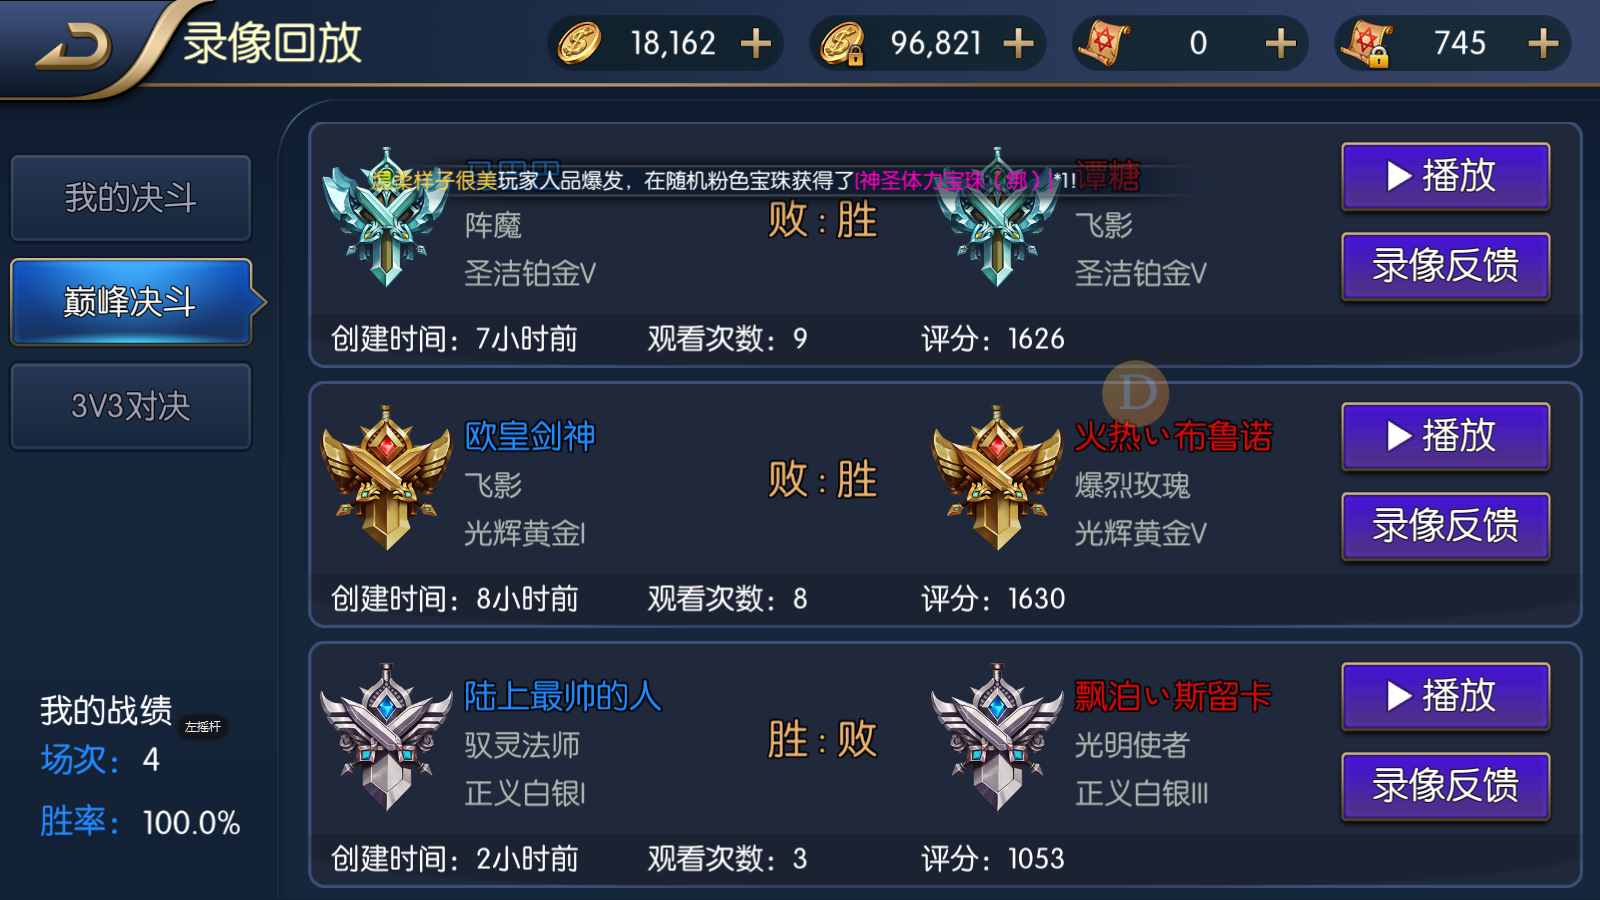 录像回放
18,162
96,821
0
745
我的决斗
巅峰决斗
3V3对决
温柔样子很美玩家人品爆发，在随机粉色宝珠获得了[神圣体力宝珠（绑）]*1!
谭糖
阵魔
败 : 胜
飞影
圣洁铂金V
圣洁铂金V
播放
录像反馈
创建时间：7小时前 观看次数：9 评分：1626
D
欧皇剑神
火热い布鲁诺
飞影
败 : 胜
爆烈玫瑰
光辉黄金I
光辉黄金V
播放
录像反馈
创建时间：8小时前 观看次数：8 评分：1630
陆上最帅的人
飘泊い斯留卡
驭灵法师
胜 : 败
光明使者
正义白银I
正义白银III
播放
录像反馈
创建时间：2小时前 观看次数：3 评分：1053
我的战绩
左摇杆
场次：4
胜率：100.0%